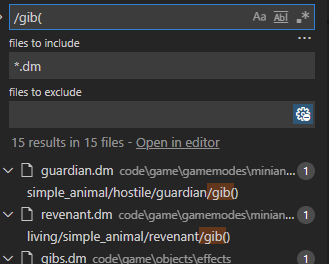 /gib(
Aa Ab .*
files to include
...
*.dm
files to exclude
15 results in 15 files - Open in editor
guardian.dm code\game\gamemodes\minian... 1
simple_animal/hostile/guardian/gib()
revenant.dm code\game\gamemodes\minian... 1
living/simple_animal/revenant/gib()
gibs.dm code\game\objects\effects 1